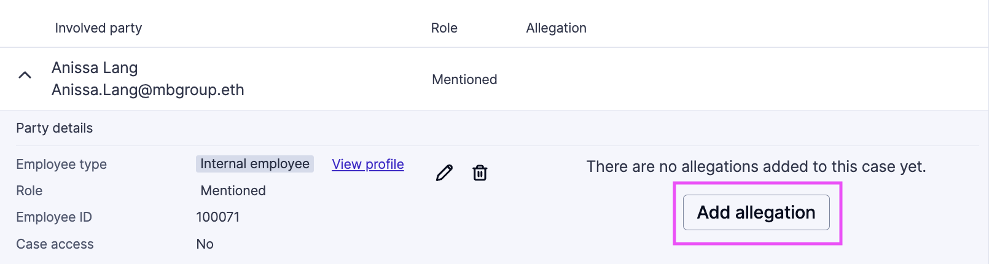 Involved party Role Allegation
Anissa Lang
Anissa.Lang@mbgroup.eth
Mentioned
Party details
Employee type Internal employee View profile
Role Mentioned
Employee ID 100071
Case access No
There are no allegations added to this case yet.
Add allegation